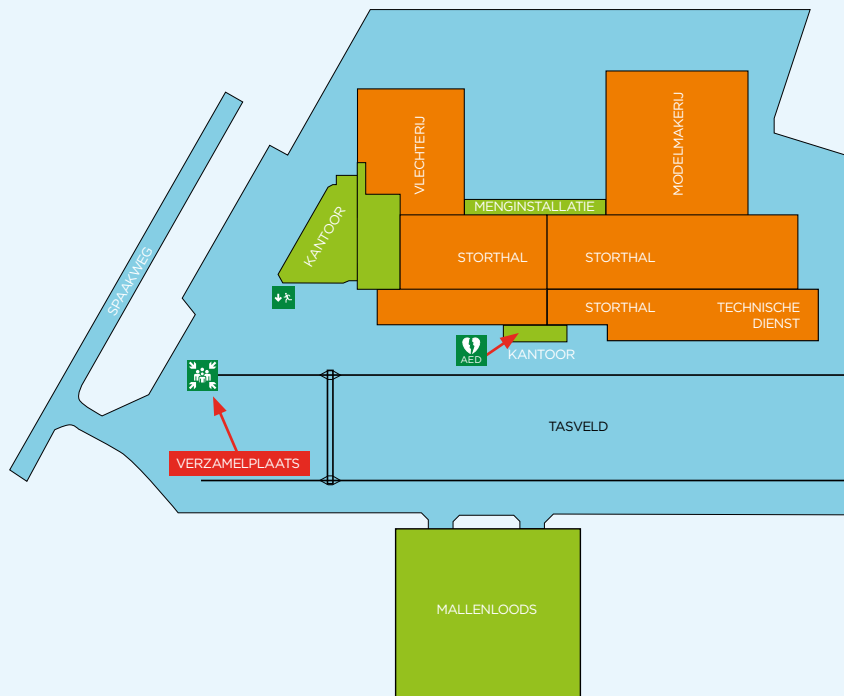 VLECHTERIJ
MODELMAKERIJ
MENGINSTALLATIE
KANTOOR
STORTHAL
STORTHAL
SPAAKWEG
STORTHAL
TECHNISCHE
DIENST
AED
KANTOOR
TASVELD
VERZAMELPLAATS
MALLENLOODS